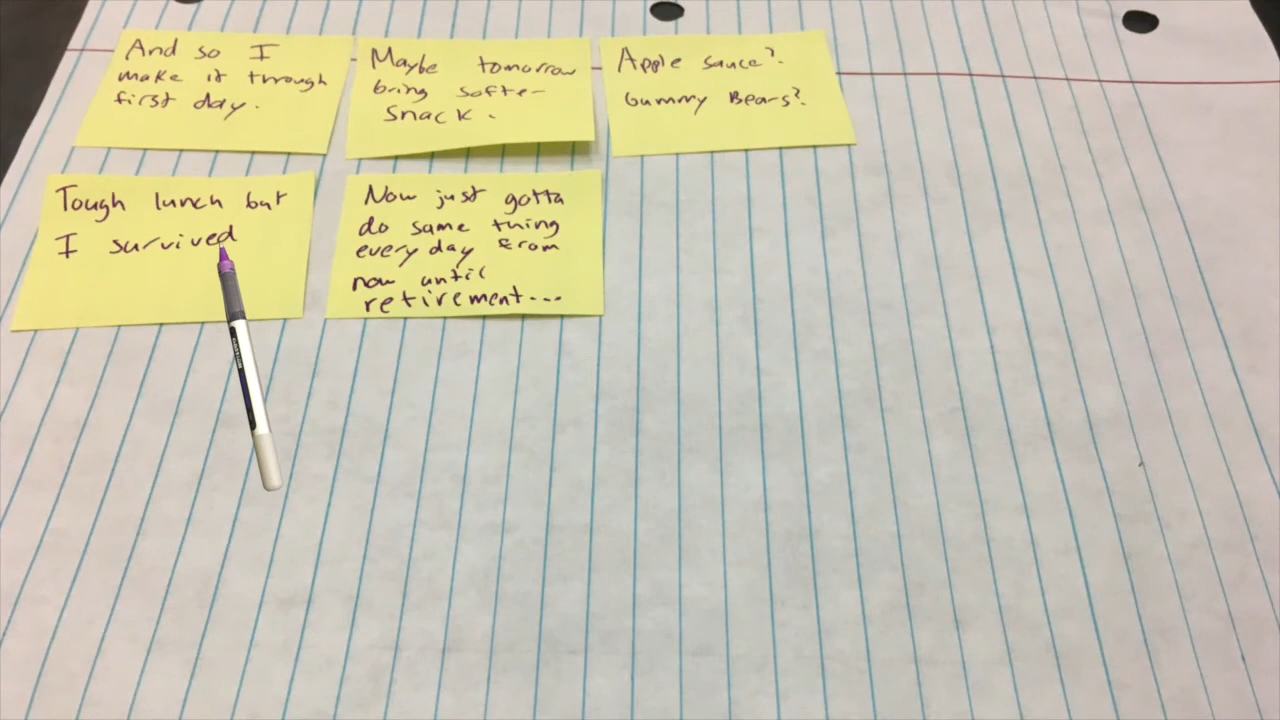 And so I
make it through
first day.
Maybe tomorrow
bring softer
snack.
Apple sauce?
Gummy Bears?
Tough lunch but
I survived
Now just gotta
do same thing
every day from
now until
retirement...